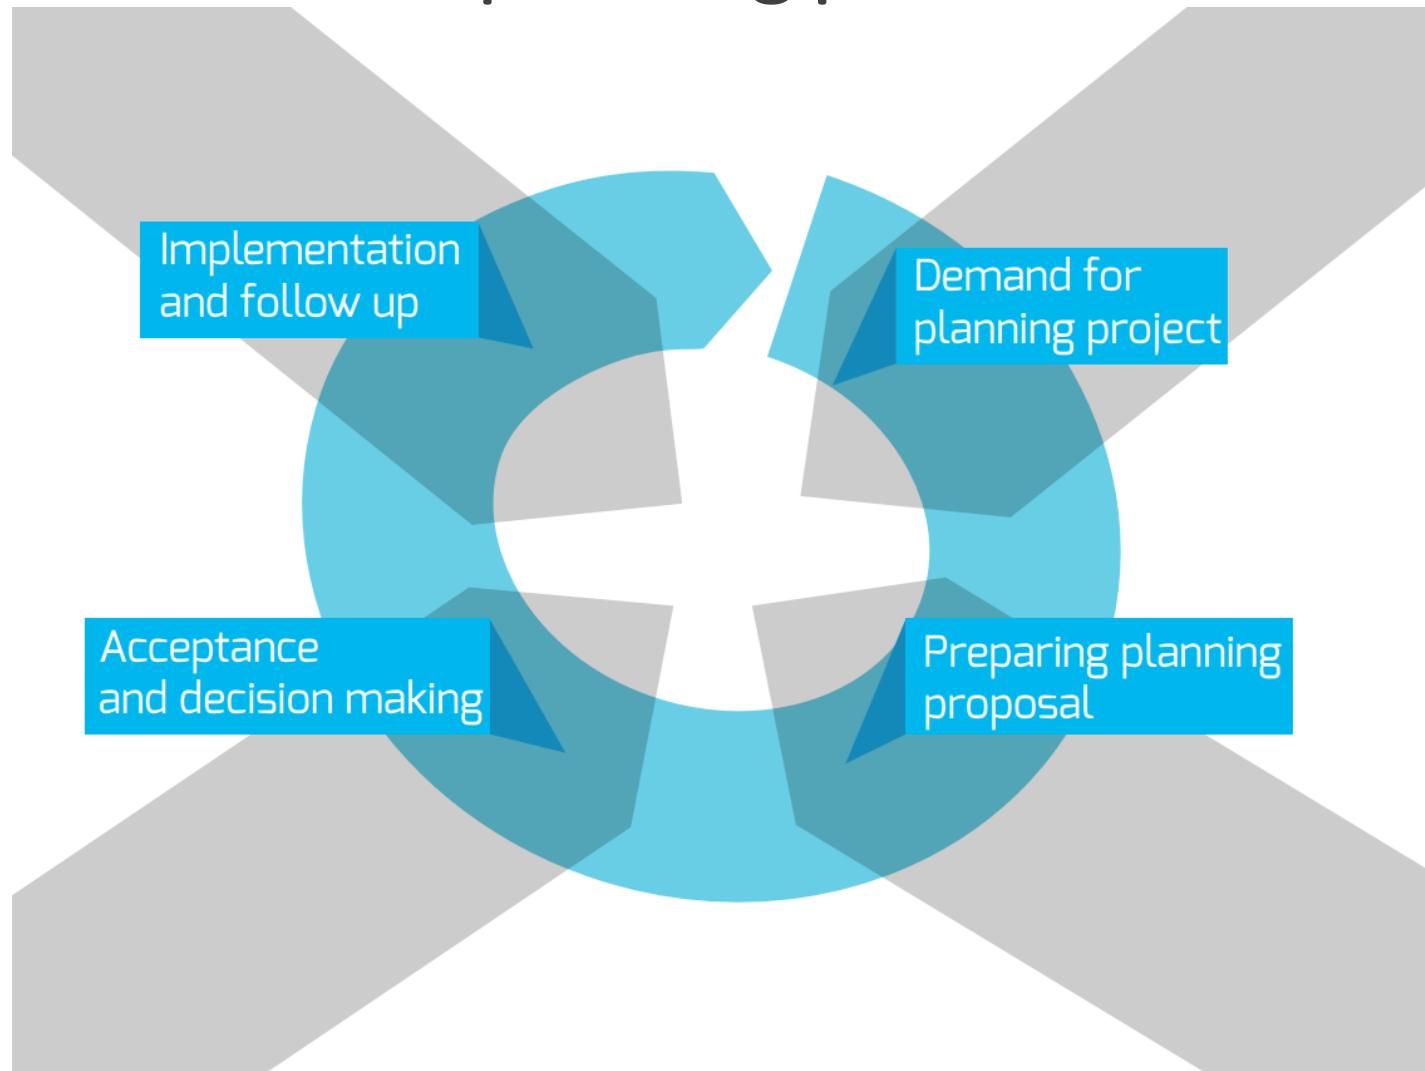 Implementation
and follow up
Demand for
planning project
Acceptance
and decision making
Preparing planning
proposal